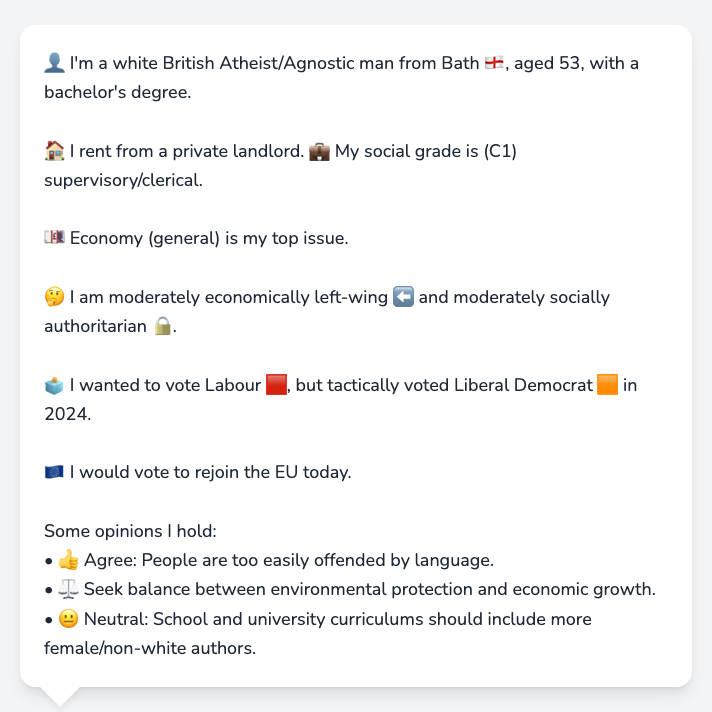 👤 I'm a white British Atheist/Agnostic man from Bath 🏴󠁧󠁢󠁥󠁮󠁧󠁿, aged 53, with a
bachelor's degree.
🏠 I rent from a private landlord. 💼 My social grade is (C1)
supervisory/clerical.
💷 Economy (general) is my top issue.
🤔 I am moderately economically left-wing ⬅️ and moderately socially
authoritarian 🔒.
🗳️ I wanted to vote Labour 🟥, but tactically voted Liberal Democrat 🟧 in
2024.
🇪🇺 I would vote to rejoin the EU today.
Some opinions I hold:
• 👍 Agree: People are too easily offended by language.
• ⚖️ Seek balance between environmental protection and economic growth.
• 😐 Neutral: School and university curriculums should include more
female/non-white authors.